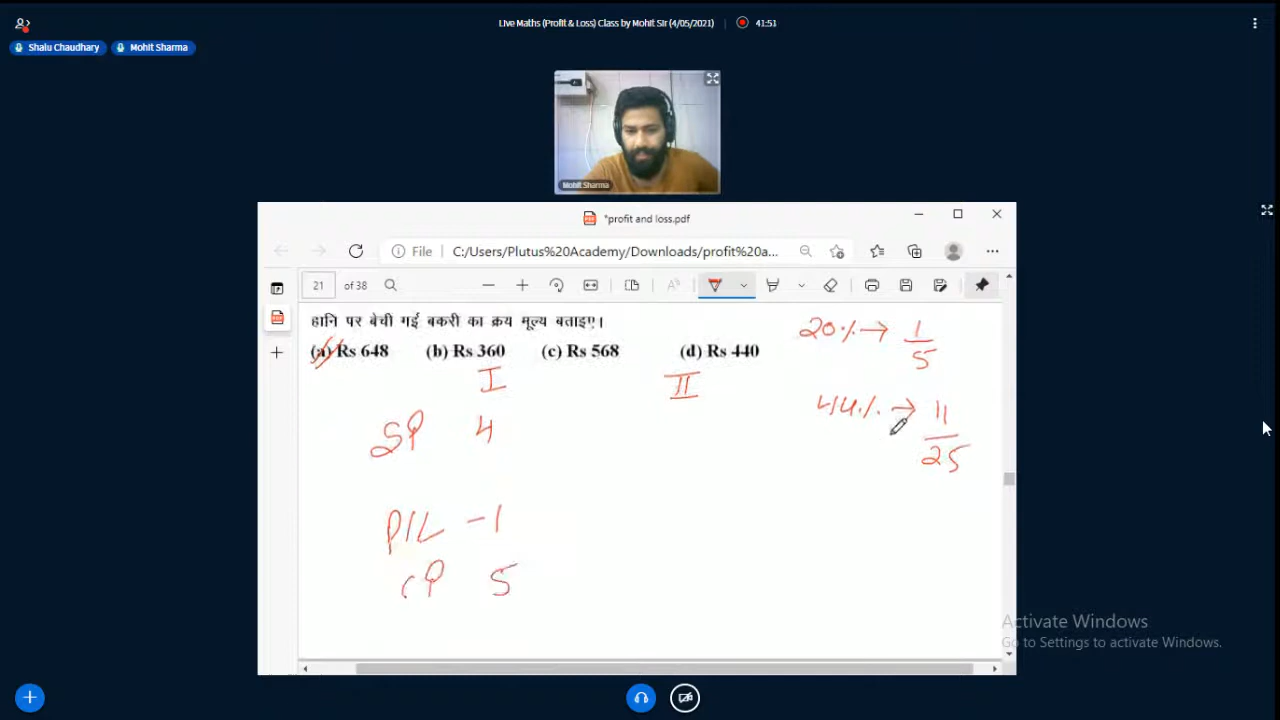 Live Maths (Profit & Loss) Class by Mohit Sir (4/05/2021) 41:51
Shalu Chaudhary Mohit Sharma
Mohit Sharma
*profit and loss.pdf
File C:/Users/Plutus%20Academy/Downloads/profit%20a...
21 of 38
हानि पर बेची गई बकरी का क्रय मूल्य बताइए।
(a) Rs 648 (b) Rs 360 (c) Rs 568 (d) Rs 440
20% → 1/5
I II
44% → 11/25
SP 4
P/L -1
CP 5
Activate Windows
Go to Settings to activate Windows.